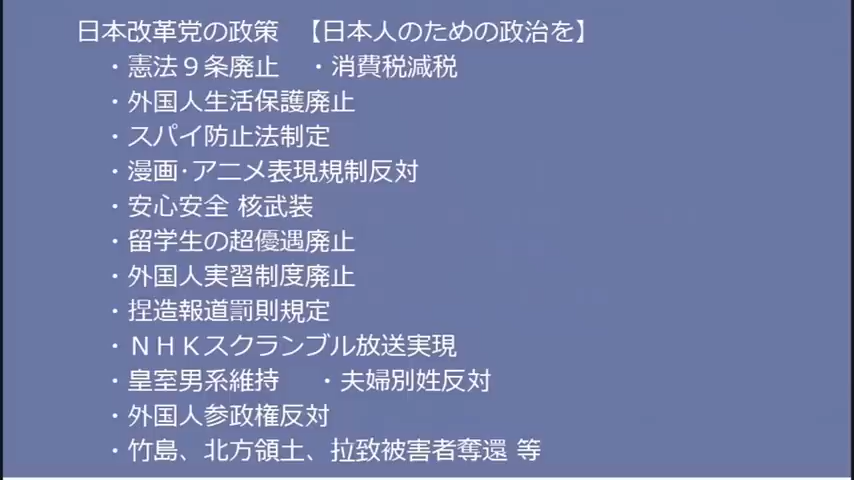 日本改革党の政策　【日本人のための政治を】
・憲法９条廃止　・消費税減税
・外国人生活保護廃止
・スパイ防止法制定
・漫画･アニメ表現規制反対
・安心安全 核武装
・留学生の超優遇廃止
・外国人実習制度廃止
・捏造報道罰則規定
・ＮＨＫスクランブル放送実現
・皇室男系維持　・夫婦別姓反対
・外国人参政権反対
・竹島、北方領土、拉致被害者奪還 等